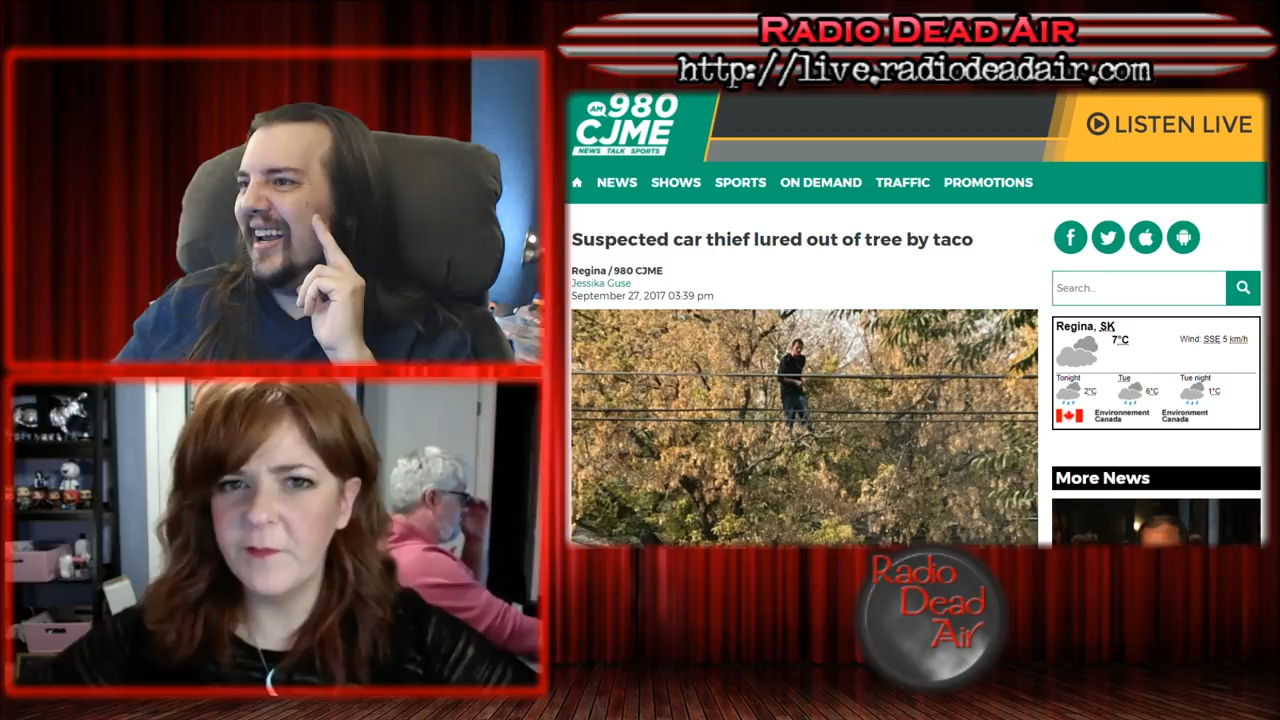 RADIO DEAD AIR
http://live.radiodeadair.com
AM 980
CJME
NEWS TALK SPORTS
LISTEN LIVE
NEWS SHOWS SPORTS ON DEMAND TRAFFIC PROMOTIONS
Suspected car thief lured out of tree by taco
Regina / 980 CJME
Jessika Guse
September 27, 2017 03:39 pm
Search...
Regina, SK
7°C
Wind: SSE 5 km/h
Tonight Tue Tue night
2°C 6°C 1°C
Environnement Environment
Canada Canada
More News
Radio
Dead
Air